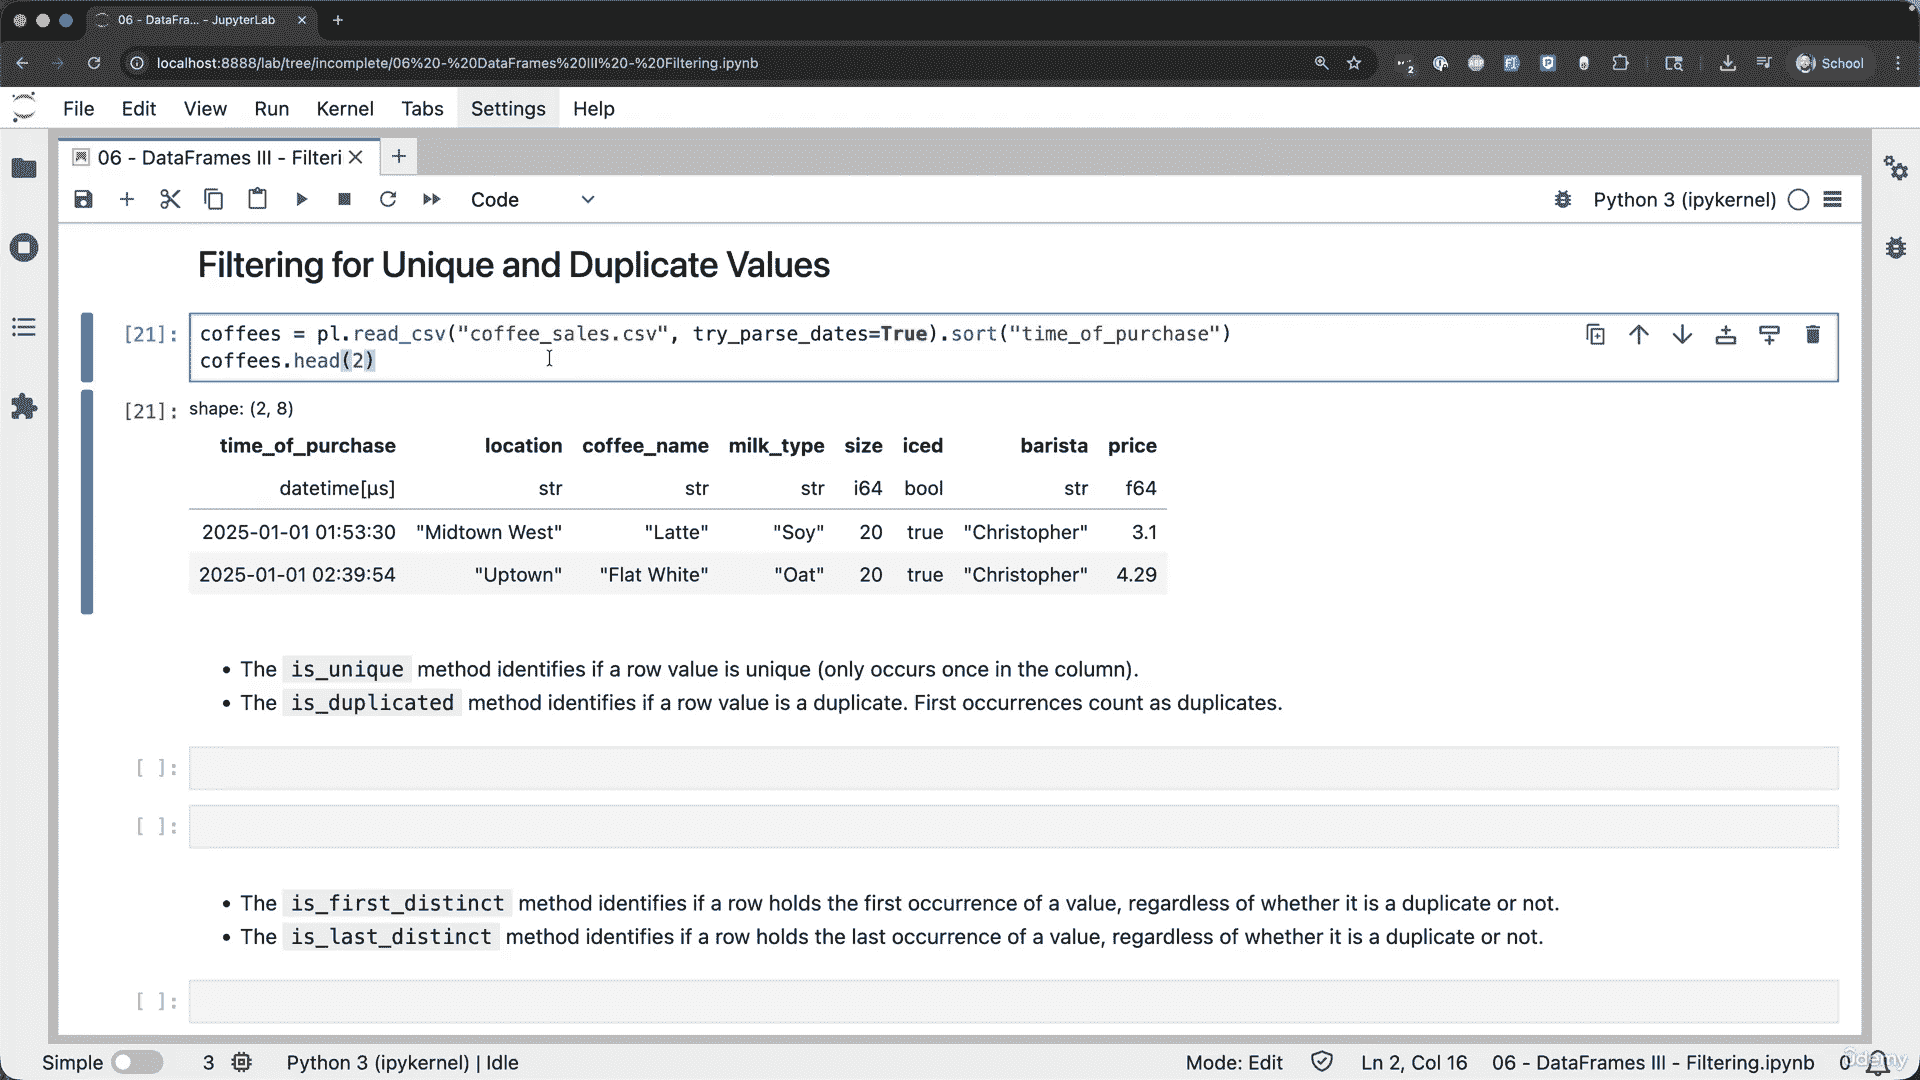 06 - DataFra... - JupyterLab
localhost:8888/lab/tree/incomplete/06%20-%20DataFrames%20III%20-%20Filtering.ipynb
2
ABP
School
File Edit View Run Kernel Tabs Settings Help
06 - DataFrames III - Filteri
Code
Python 3 (ipykernel)
Filtering for Unique and Duplicate Values
[21]: coffees = pl.read_csv("coffee_sales.csv", try_parse_dates=True).sort("time_of_purchase")
coffees.head(2)
[21]: shape: (2, 8)
time_of_purchase location coffee_name milk_type size iced barista price
datetime[μs] str str str i64 bool str f64
2025-01-01 01:53:30 "Midtown West" "Latte" "Soy" 20 true "Christopher" 3.1
2025-01-01 02:39:54 "Uptown" "Flat White" "Oat" 20 true "Christopher" 4.29
• The is_unique method identifies if a row value is unique (only occurs once in the column).
• The is_duplicated method identifies if a row value is a duplicate. First occurrences count as duplicates.
[ ]:
[ ]:
• The is_first_distinct method identifies if a row holds the first occurrence of a value, regardless of whether it is a duplicate or not.
• The is_last_distinct method identifies if a row holds the last occurrence of a value, regardless of whether it is a duplicate or not.
[ ]:
Simple 3 Python 3 (ipykernel) | Idle Mode: Edit Ln 2, Col 16 06 - DataFrames III - Filtering.ipynb 0
udemy